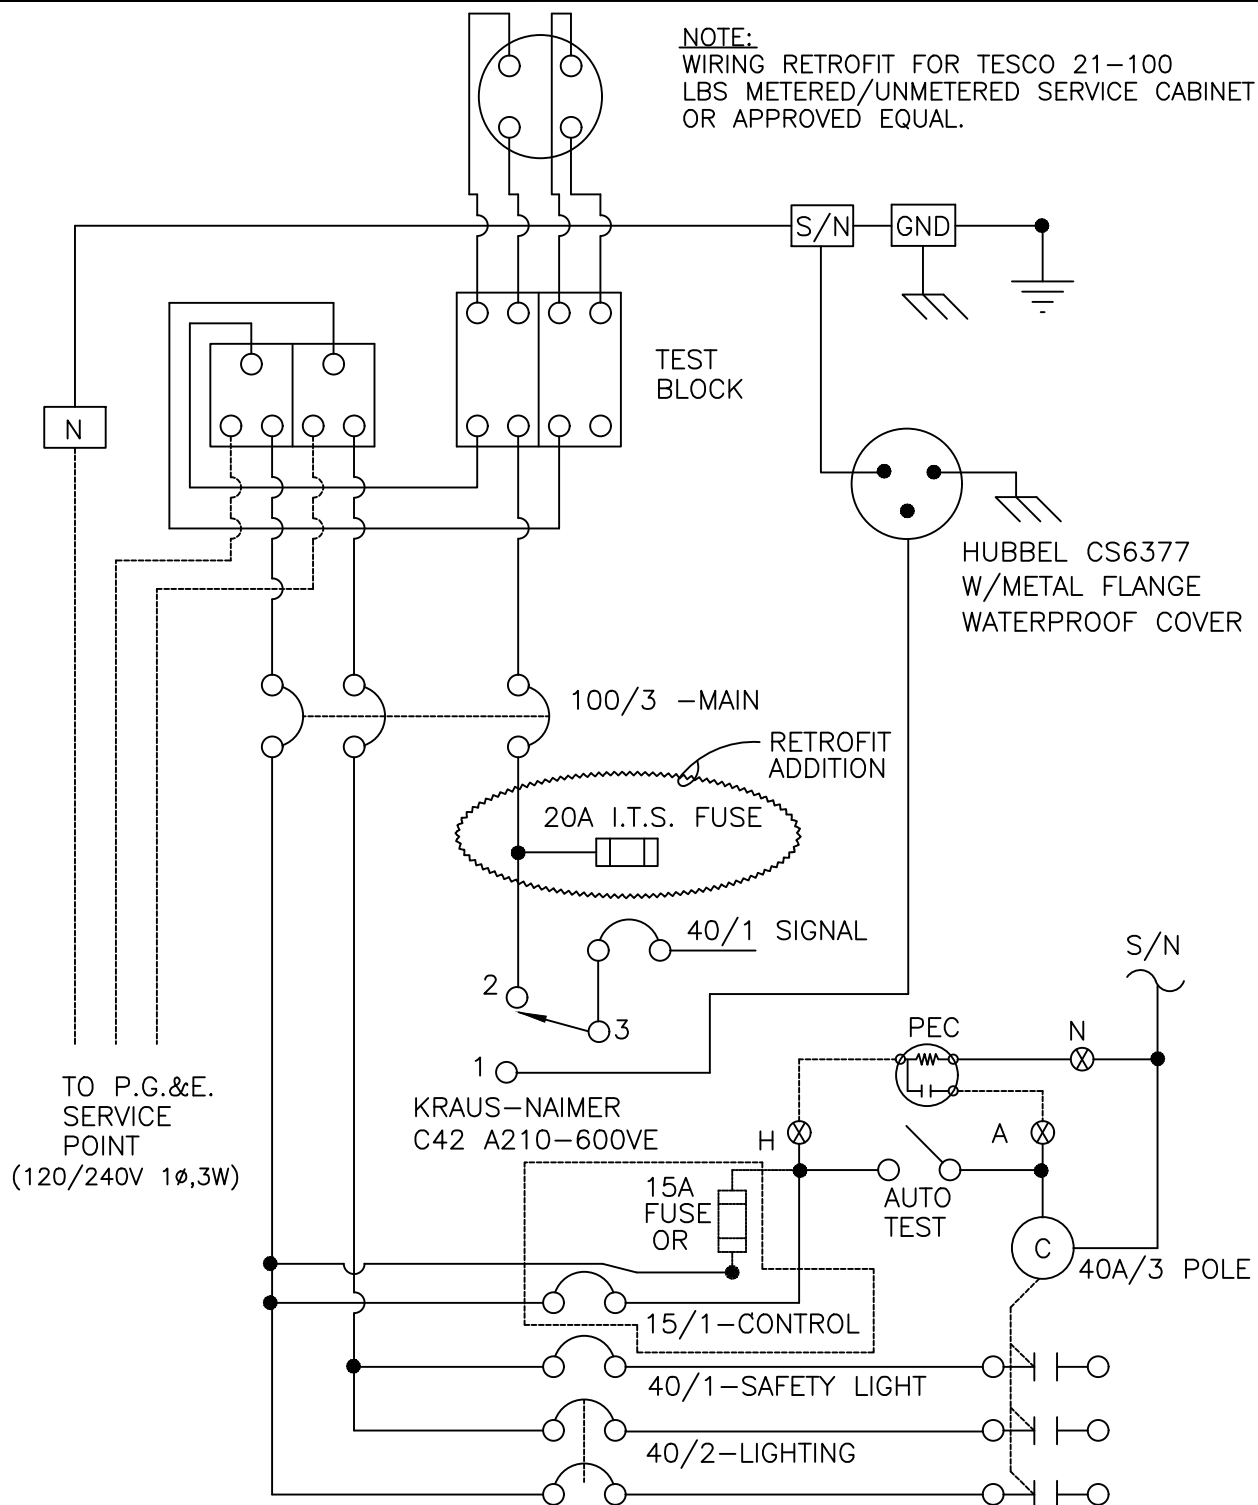 NOTE:
WIRING RETROFIT FOR TESCO 21-100
LBS METERED/UNMETERED SERVICE CABINET
OR APPROVED EQUAL.
S/N
GND
TEST
BLOCK
N
HUBBEL CS6377
W/METAL FLANGE
WATERPROOF COVER
100/3 -MAIN
RETROFIT
ADDITION
20A I.T.S. FUSE
40/1 SIGNAL
2
3
1
KRAUS-NAIMER
C42 A210-600VE
TO P.G.&E.
SERVICE
POINT
(120/240V 1ø,3W)
S/N
PEC
N
H
A
AUTO
TEST
15A
FUSE
OR
C
40A/3 POLE
15/1-CONTROL
40/1-SAFETY LIGHT
40/2-LIGHTING